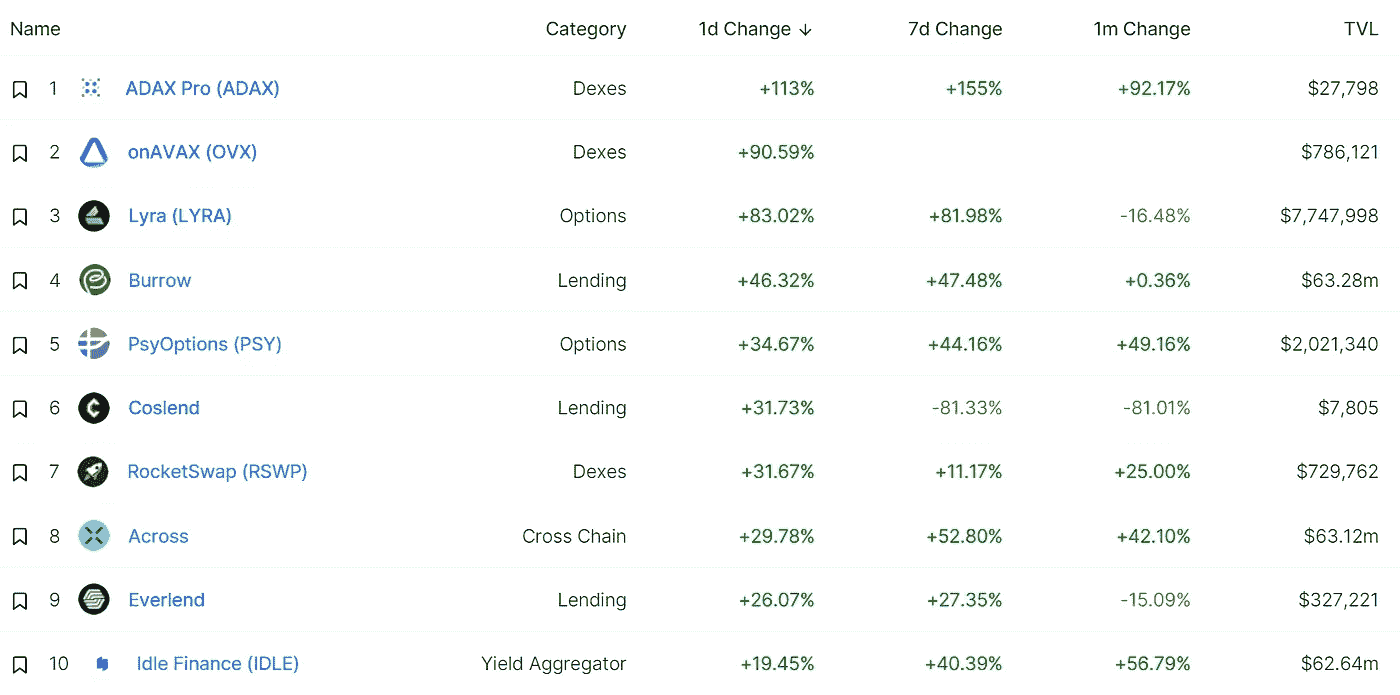 Name Category 1d Change ↓ 7d Change 1m Change TVL
1 ADAX Pro (ADAX) Dexes +113% +155% +92.17% $27,798
2 onAVAX (OVX) Dexes +90.59% $786,121
3 Lyra (LYRA) Options +83.02% +81.98% -16.48% $7,747,998
4 Burrow Lending +46.32% +47.48% +0.36% $63.28m
5 PsyOptions (PSY) Options +34.67% +44.16% +49.16% $2,021,340
6 Coslend Lending +31.73% -81.33% -81.01% $7,805
7 RocketSwap (RSWP) Dexes +31.67% +11.17% +25.00% $729,762
8 Across Cross Chain +29.78% +52.80% +42.10% $63.12m
9 Everlend Lending +26.07% +27.35% -15.09% $327,221
10 Idle Finance (IDLE) Yield Aggregator +19.45% +40.39% +56.79% $62.64m